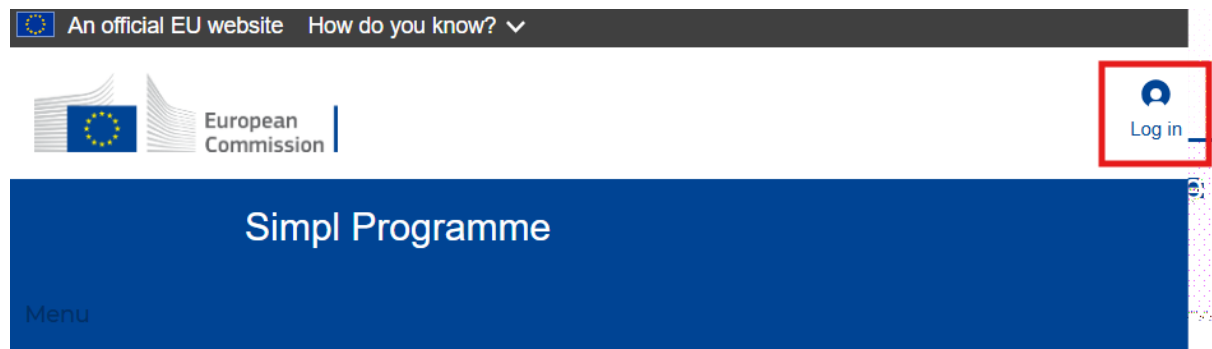 An official EU website How do you know?
European
Commission
Log in
Simpl Programme
Menu